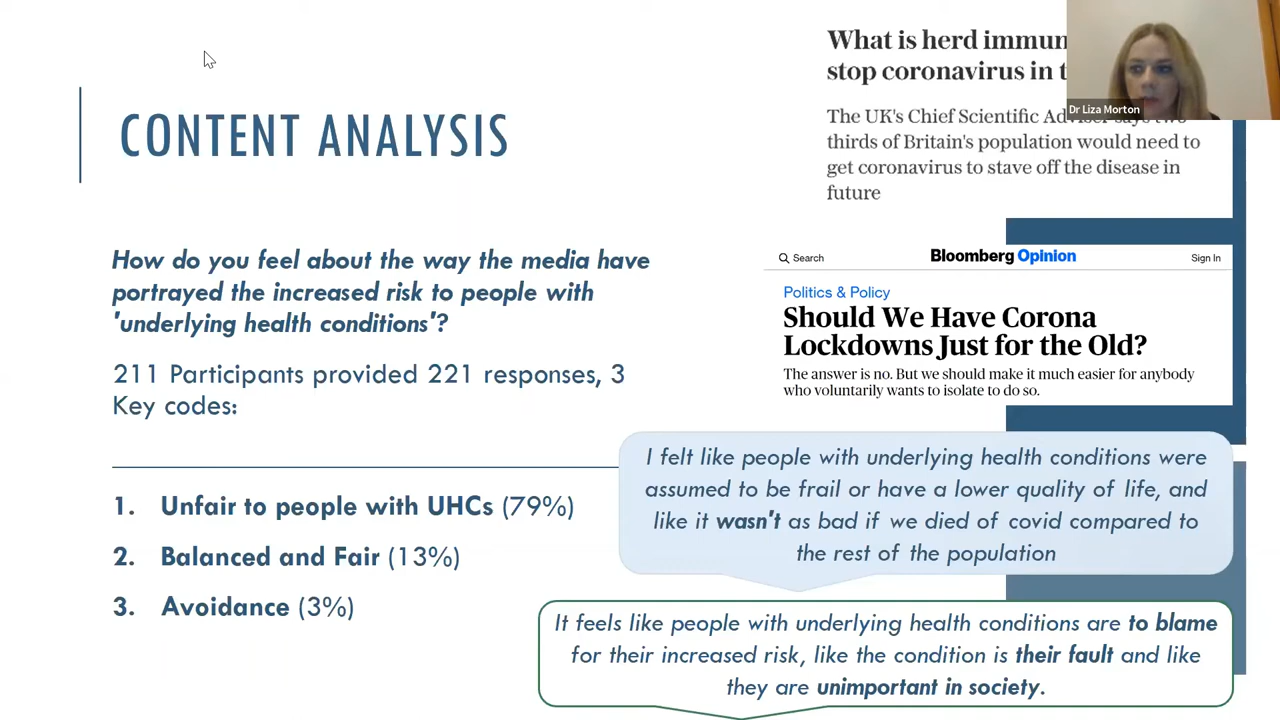 What is herd immun
stop coronavirus in t
Dr Liza Morton
The UK's Chief Scientific Adviser says two
thirds of Britain's population would need to
get coronavirus to stave off the disease in
future
CONTENT ANALYSIS
How do you feel about the way the media have
portrayed the increased risk to people with
'underlying health conditions'?
211 Participants provided 221 responses, 3
Key codes:
Search
Bloomberg Opinion
Sign In
Politics & Policy
Should We Have Corona
Lockdowns Just for the Old?
The answer is no. But we should make it much easier for anybody
who voluntarily wants to isolate to do so.
1. Unfair to people with UHCs (79%)
2. Balanced and Fair (13%)
3. Avoidance (3%)
I felt like people with underlying health conditions were
assumed to be frail or have a lower quality of life, and
like it wasn't as bad if we died of covid compared to
the rest of the population
It feels like people with underlying health conditions are to blame
for their increased risk, like the condition is their fault and like
they are unimportant in society.